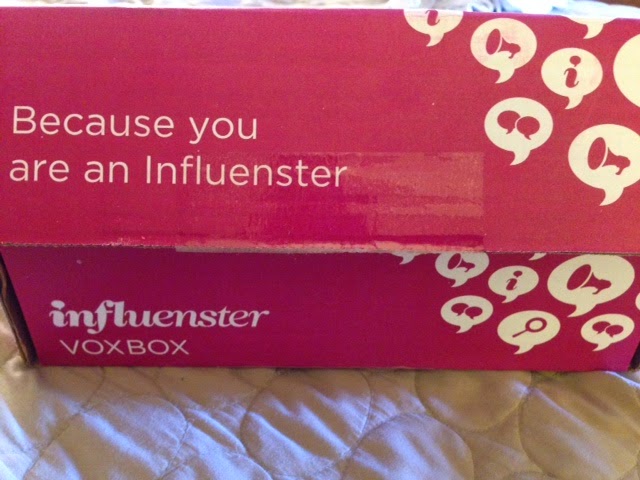 Because you
are an Influenster
influenster
VOXBOX